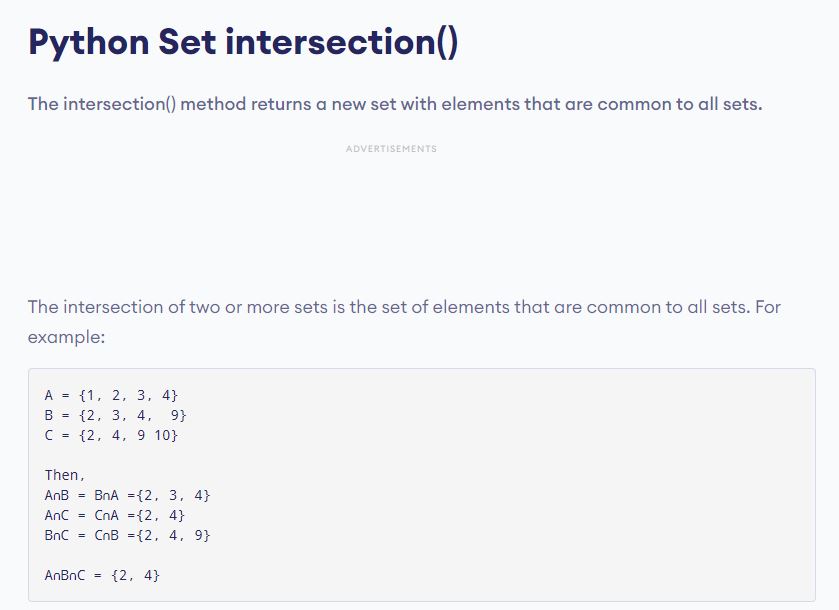 Python Set intersection()
The intersection() method returns a new set with elements that are common to all sets.
ADVERTISEMENTS
The intersection of two or more sets is the set of elements that are common to all sets. For
example:
A = {1, 2, 3, 4}
B = {2, 3, 4,  9}
C = {2, 4, 9 10}
Then,
A∩B = B∩A ={2, 3, 4}
A∩C = C∩A ={2, 4}
B∩C = C∩B ={2, 4, 9}
A∩B∩C = {2, 4}